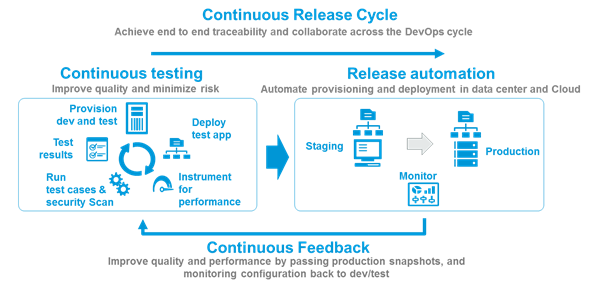 Continuous Release Cycle
Achieve end to end traceability and collaborate across the DevOps cycle
Continuous testing
Improve quality and minimize risk
Release automation
Automate provisioning and deployment in data center and Cloud
Provision
dev and test
Deploy
test app
Test
results
Run
test cases &
security Scan
Instrument
for
performance
Staging
Production
Monitor
Continuous Feedback
Improve quality and performance by passing production snapshots, and
monitoring configuration back to dev/test